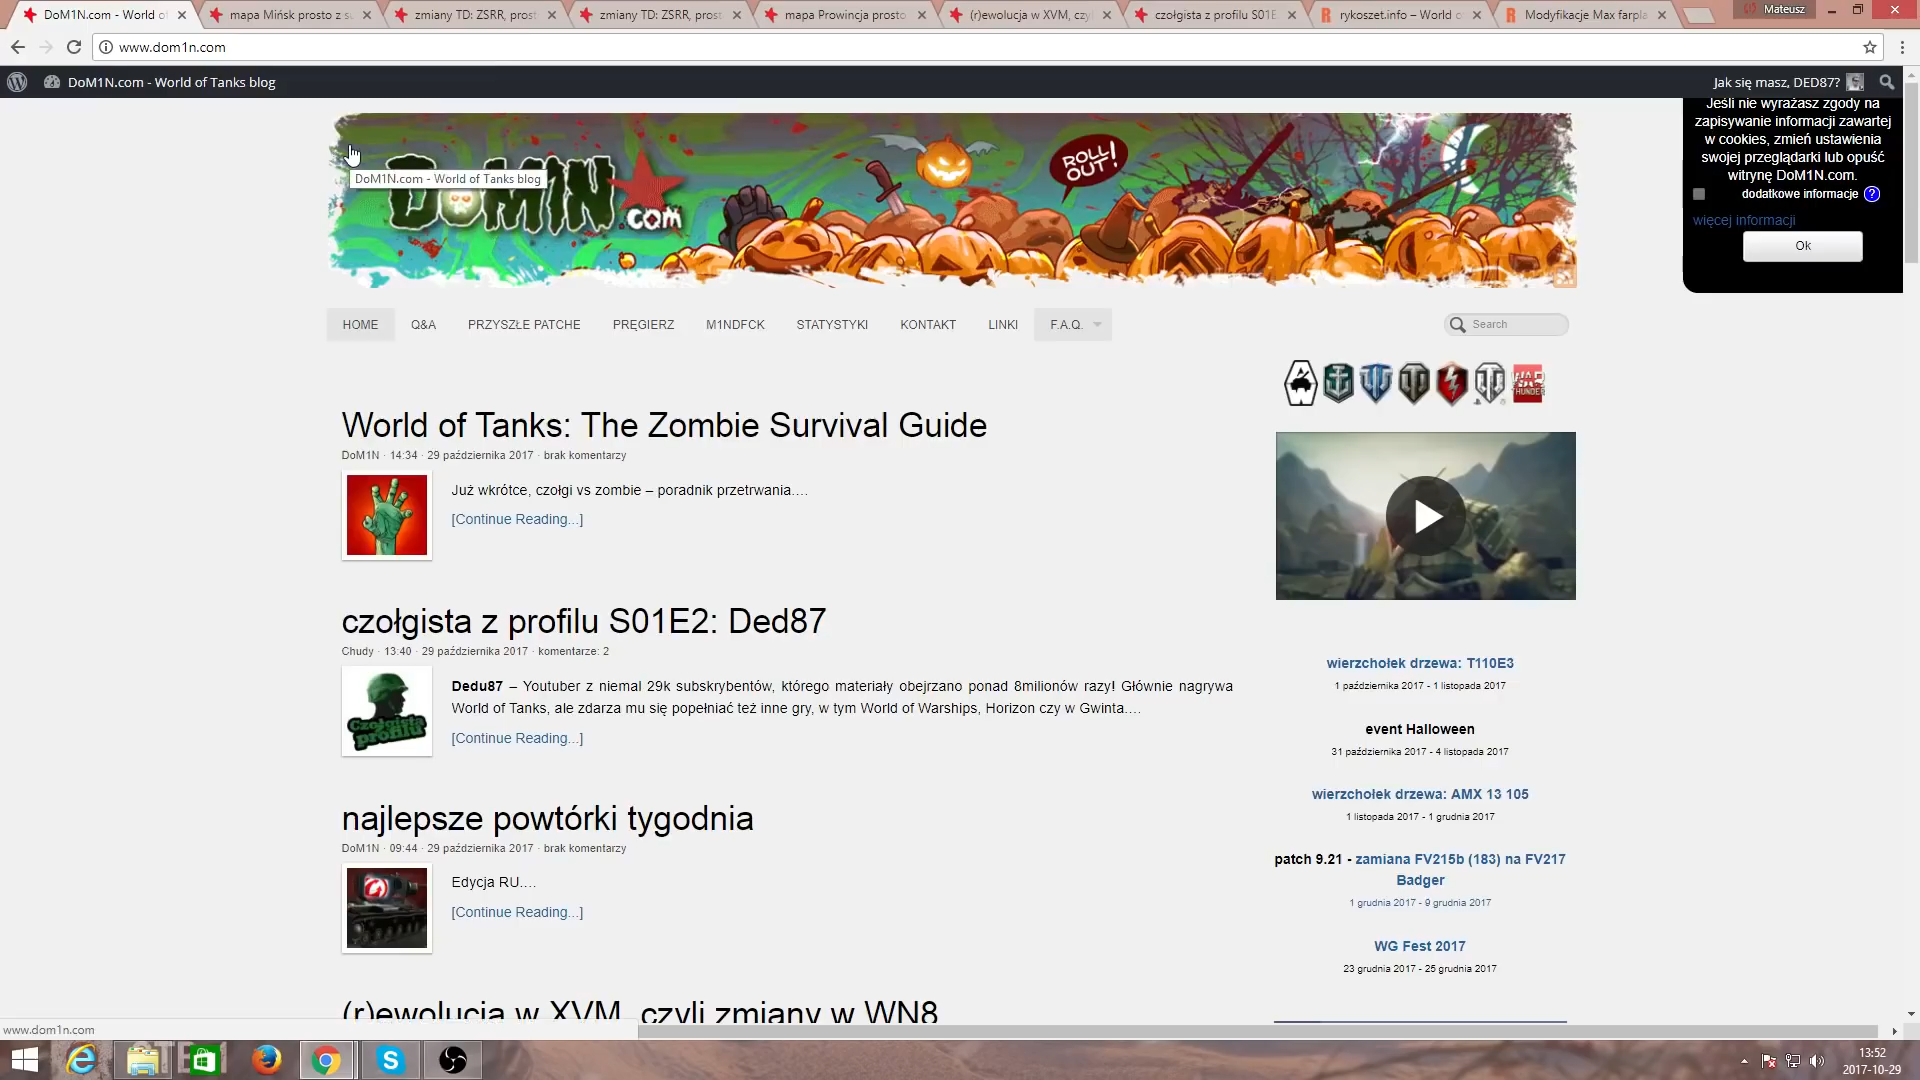 DoM1N.com - World of
mapa Mińsk prosto z su
zmiany TD: ZSRR, prost
zmiany TD: ZSRR, prost
mapa Prowincja prosto
(r)ewolucja w XVM, czy
czołgista z profilu S01E
rykoszet.info – World o
Modyfikacje Max farpla
Mateusz
www.dom1n.com
DoM1N.com - World of Tanks blog
Jak się masz, DED87?
Jeśli nie wyrażasz zgody na
zapisywanie informacji zawartej
w cookies, zmień ustawienia
swojej przeglądarki lub opuść
witrynę DoM1N.com.
dodatkowe informacje ?
więcej informacji
Ok
DoM1N.com - World of Tanks blog
DoM1N
.com
ROLL
OUT!
HOME
Q&A
PRZYSZŁE PATCHE
PRĘGIERZ
M1NDFCK
STATYSTYKI
KONTAKT
LINKI
F.A.Q.
Search
World of Tanks: The Zombie Survival Guide
DoM1N · 14:34 · 29 października 2017 · brak komentarzy
Już wkrótce, czołgi vs zombie – poradnik przetrwania….
[Continue Reading...]
czołgista z profilu S01E2: Ded87
Chudy · 13:40 · 29 października 2017 · komentarze: 2
Czołgista
z profilu
Dedu87 – Youtuber z niemal 29k subskrybentów, którego materiały obejrzano ponad 8milionów razy! Głównie nagrywa
World of Tanks, ale zdarza mu się popełniać też inne gry, w tym World of Warships, Horizon czy w Gwinta….
[Continue Reading...]
najlepsze powtórki tygodnia
DoM1N · 09:44 · 29 października 2017 · brak komentarzy
Edycja RU….
[Continue Reading...]
(r)ewolucja w XVM, czyli zmiany w WN8
WAR
THUNDER
wierzchołek drzewa: T110E3
1 października 2017 - 1 listopada 2017
event Halloween
31 października 2017 - 4 listopada 2017
wierzchołek drzewa: AMX 13 105
1 listopada 2017 - 1 grudnia 2017
patch 9.21 - zamiana FV215b (183) na FV217
Badger
1 grudnia 2017 - 9 grudnia 2017
WG Fest 2017
23 grudnia 2017 - 25 grudnia 2017
www.dom1n.com
13:52
2017-10-29